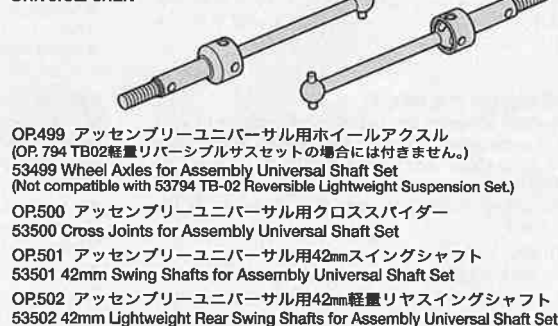 OP.499 アッセンブリーユニバーサル用ホイールアクスル
(OP. 794 TB02軽量リバーシブルサスセットの場合には付きません。)
53499 Wheel Axles for Assembly Universal Shaft Set
(Not compatible with 53794 TB-02 Reversible Lightweight Suspension Set.)
OP.500 アッセンブリーユニバーサル用クロススパイダー
53500 Cross Joints for Assembly Universal Shaft Set
OP.501 アッセンブリーユニバーサル用42mmスイングシャフト
53501 42mm Swing Shafts for Assembly Universal Shaft Set
OP.502 アッセンブリーユニバーサル用42mm軽量リヤスイングシャフト
53502 42mm Lightweight Rear Swing Shafts for Assembly Universal Shaft Set